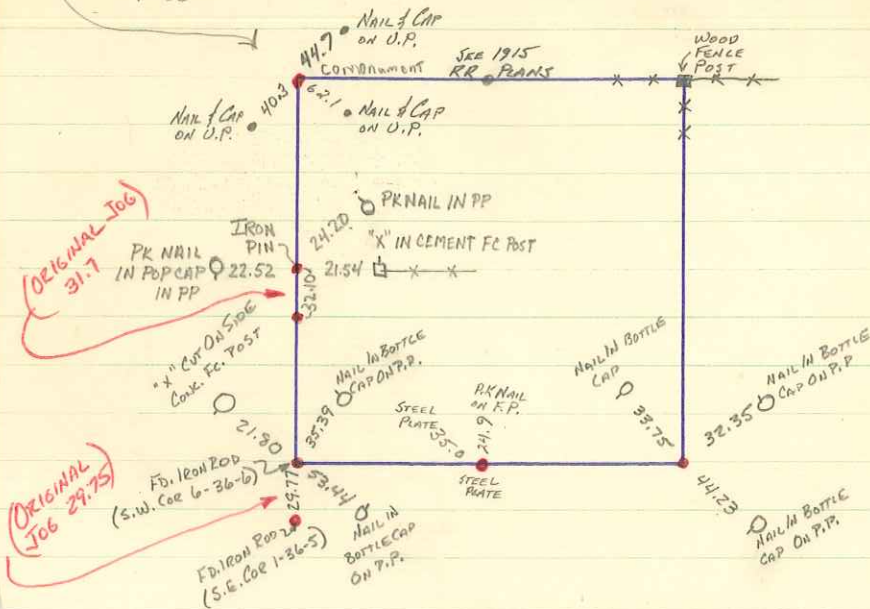 44.7
NAIL & CAP
ON U.P.
CONMONUMENT
SEE 1915
RR PLANS
WOOD
FENCE
POST
40.3
62.1
NAIL & CAP
ON U.P.
NAIL & CAP
ON U.P.
24.20
PK NAIL IN PP
(ORIGINAL JOG)
31.7
PK NAIL
IN POP CAP
IN PP
22.52
IRON
PIN
21.54
"X" IN CEMENT FC POST
32.10
"X" CUT ON SIDE
CONC. FC. POST
21.80
35.39
NAIL IN BOTTLE
CAP ON P.P.
STEEL
PLATE
35.0
24.9
P.K NAIL
ON F.P.
STEEL
PLATE
NAIL IN BOTTLE
CAP
33.75
32.35
NAIL IN BOTTLE
CAP ON P.P
44.23
NAIL IN BOTTLE
CAP ON P.P.
(ORIGINAL
JOG 29.75)
FD. IRON ROD
(S.W. COR 6-36-6)
29.77
53.44
NAIL IN
BOTTLE CAP
ON P.P.
FD. IRON ROD
(S.E. COR 1-36-5)